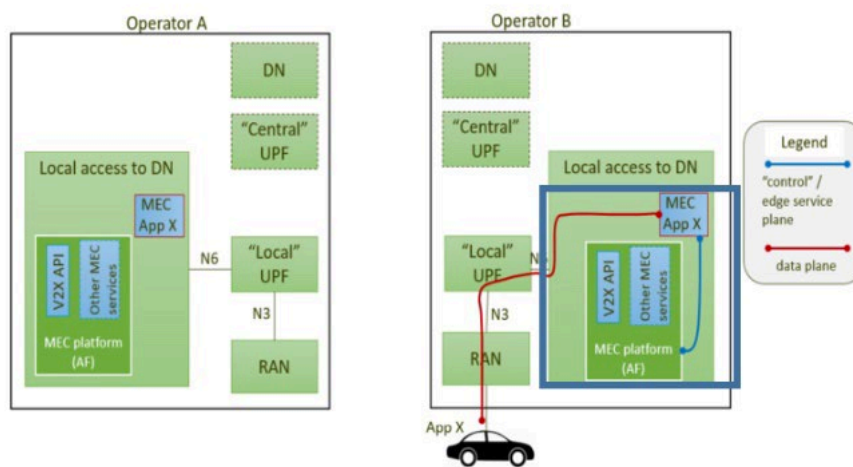 Operator A
DN
"Central"
UPF
Local access to DN
MEC
App X
V2X API
Other MEC
services
MEC platform
(AF)
N6
"Local"
UPF
N3
RAN
Operator B
DN
"Central"
UPF
Local access to DN
MEC
App X
"Local"
UPF
N3
RAN
V2X API
Other MEC
services
MEC platform
(AF)
App X
Legend
"control" /
edge service
plane
data plane